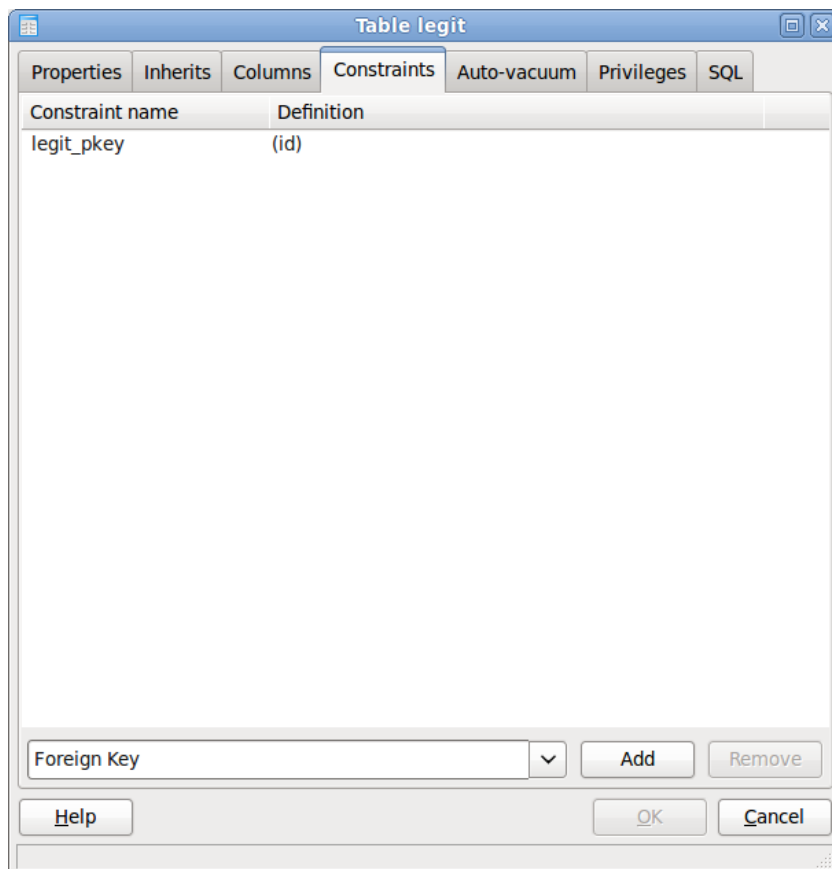 Table legit
Properties Inherits Columns Constraints Auto-vacuum Privileges SQL
Constraint name Definition
legit_pkey (id)
Foreign Key Add Remove
Help OK Cancel